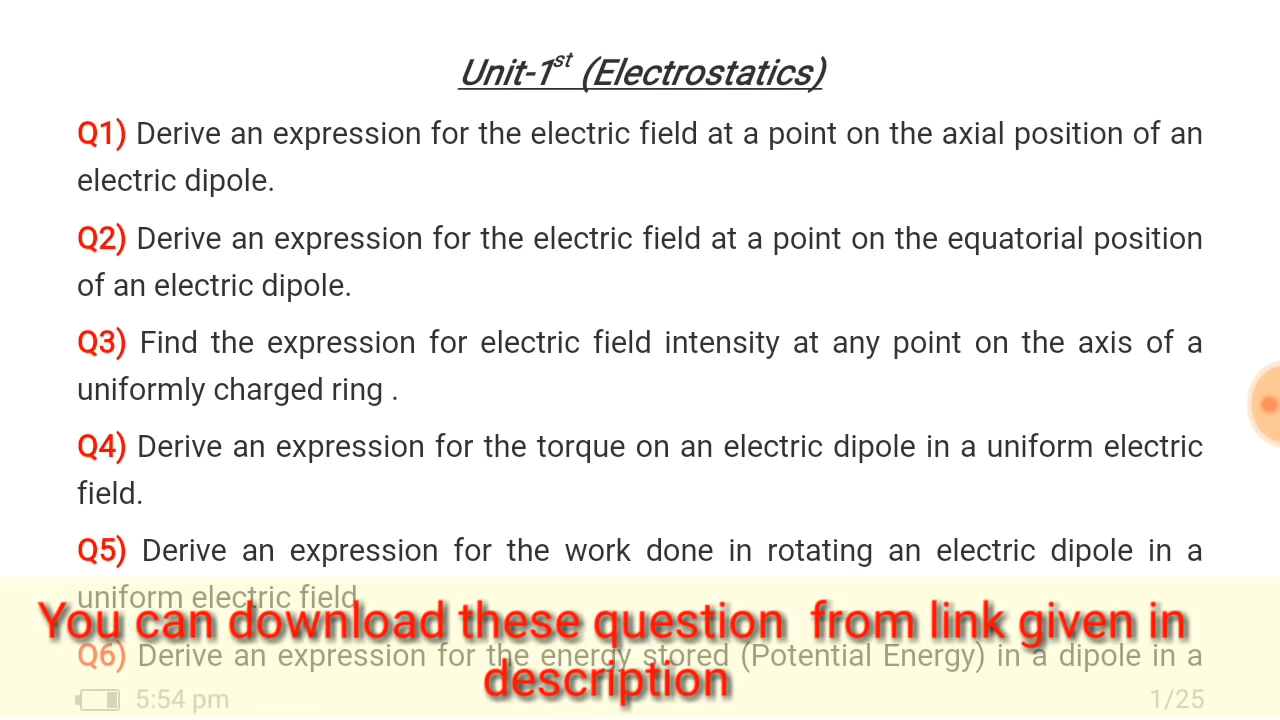 Unit-1st (Electrostatics)
Q1) Derive an expression for the electric field at a point on the axial position of an
electric dipole.
Q2) Derive an expression for the electric field at a point on the equatorial position
of an electric dipole.
Q3) Find the expression for electric field intensity at any point on the axis of a
uniformly charged ring .
Q4) Derive an expression for the torque on an electric dipole in a uniform electric
field.
Q5) Derive an expression for the work done in rotating an electric dipole in a
uniform electric field
You can download these question from link given in
Q6) Derive an expression for the energy stored (Potential Energy) in a dipole in a
description
5:54 pm
1/25